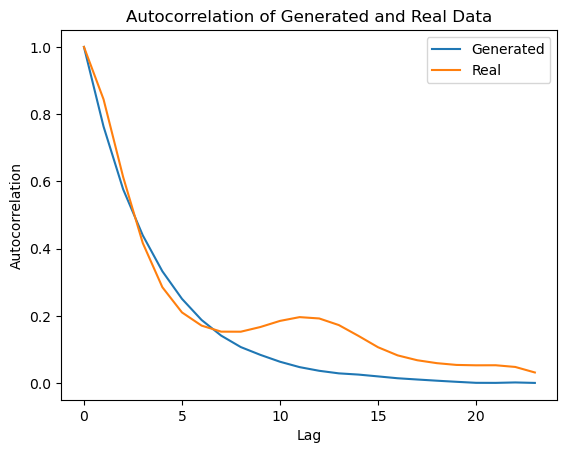 Autocorrelation of Generated and Real Data
Generated
Real
1.0
0.8
0.6
0.4
0.2
0.0
Autocorrelation
0 5 10 15 20
Lag